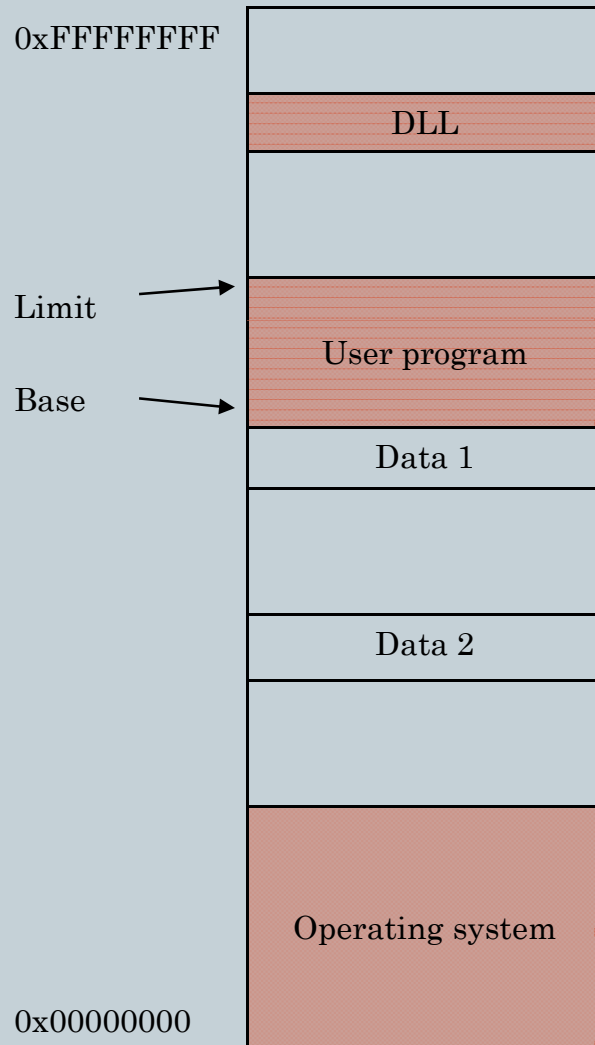 0xFFFFFFFF
DLL
Limit
User program
Base
Data 1
Data 2
Operating system
0x00000000